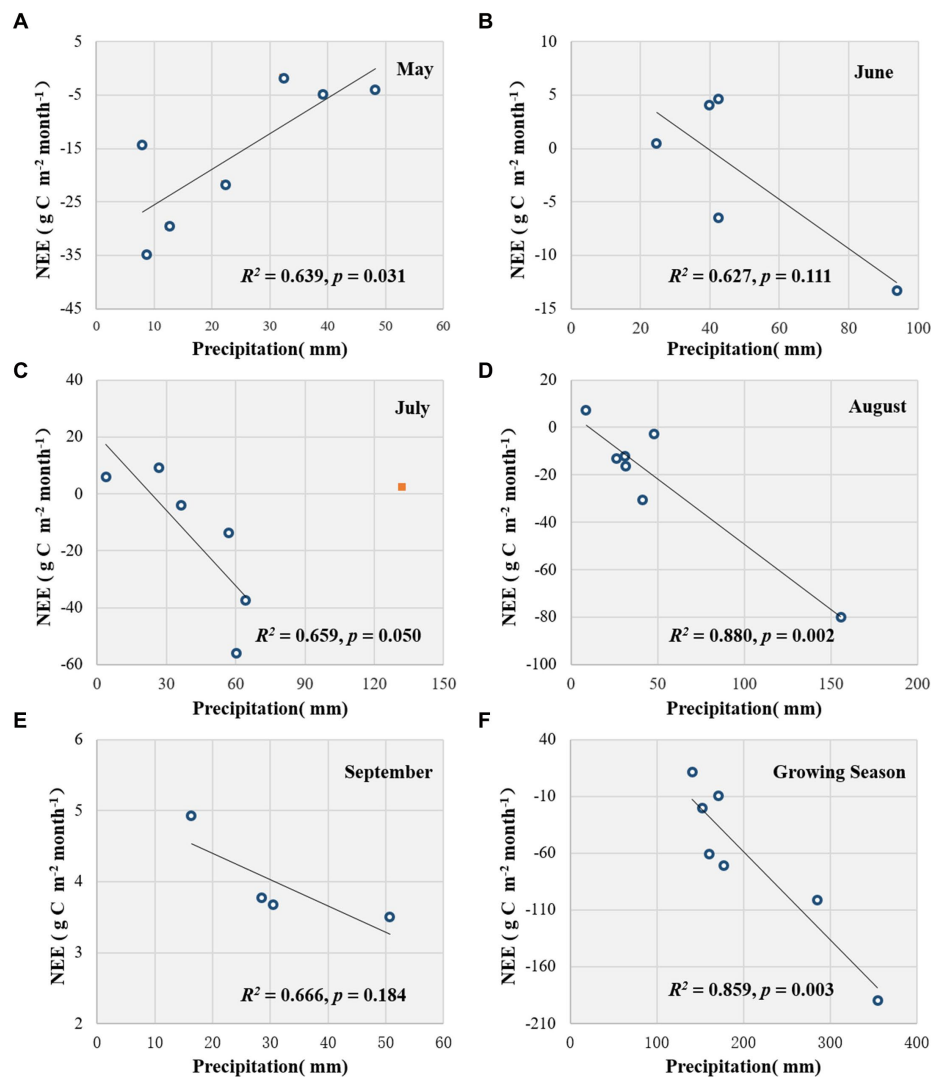 A
May
NEE ( g C m-2 month-1 )
5
-5
-15
-25
-35
-45
R2 = 0.639, p = 0.031
0 10 20 30 40 50 60
Precipitation( mm)
B
June
NEE ( g C m-2 month-1 )
10
5
0
-5
-10
-15
R2 = 0.627, p = 0.111
0 20 40 60 80 100
Precipitation( mm)
C
July
NEE ( g C m-2 month-1 )
40
20
0
-20
-40
-60
R2 = 0.659, p = 0.050
0 30 60 90 120 150
Precipitation( mm)
D
August
NEE ( g C m-2 month-1 )
20
0
-20
-40
-60
-80
-100
R2 = 0.880, p = 0.002
0 50 100 150 200
Precipitation( mm)
E
September
NEE ( g C m-2 month-1 )
6
5
4
3
2
R2 = 0.666, p = 0.184
0 10 20 30 40 50 60
Precipitation( mm)
F
Growing Season
NEE ( g C m-2 month-1 )
40
-10
-60
-110
-160
-210
R2 = 0.859, p = 0.003
0 100 200 300 400
Precipitation( mm)